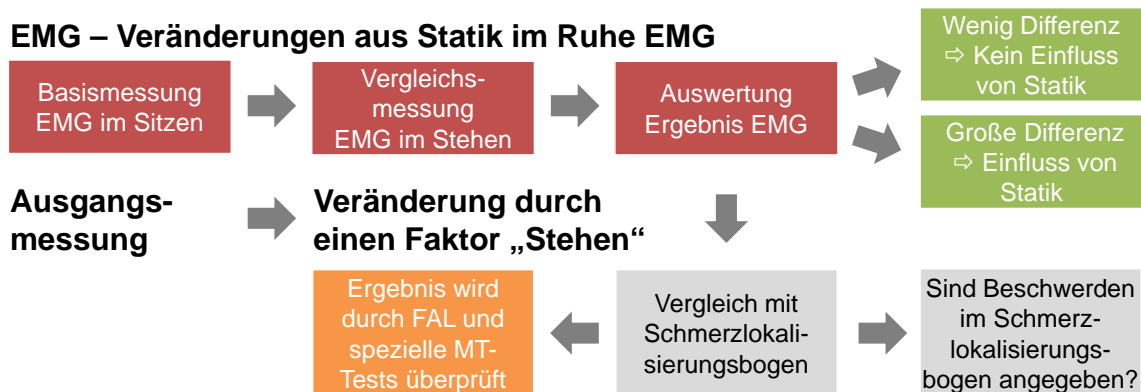 EMG – Veränderungen aus Statik im Ruhe EMG
Basismessung
EMG im Sitzen
Vergleichs-
messung
EMG im Stehen
Auswertung
Ergebnis EMG
Wenig Differenz
⇨ Kein Einfluss
von Statik
Große Differenz
⇨ Einfluss von
Statik
Ausgangs-
messung
Veränderung durch
einen Faktor „Stehen“
Ergebnis wird
durch FAL und
spezielle MT-
Tests überprüft
Vergleich mit
Schmerzlokali-
sierungsbogen
Sind Beschwerden
im Schmerz-
lokalisierungs-
bogen angegeben?